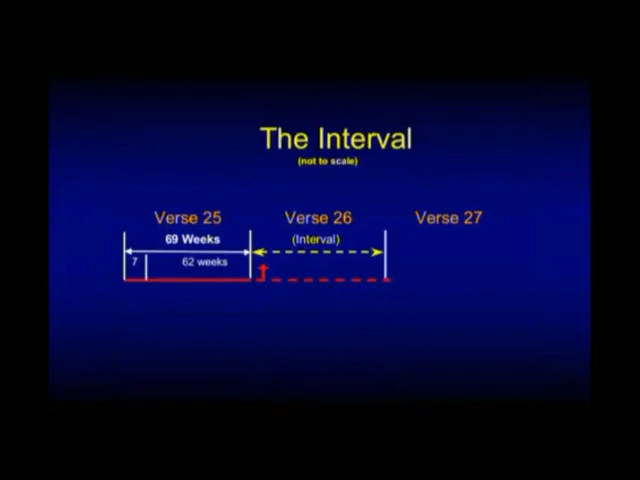 The Interval
(not to scale)
Verse 25 Verse 26 Verse 27
69 Weeks (Interval)
7 62 weeks